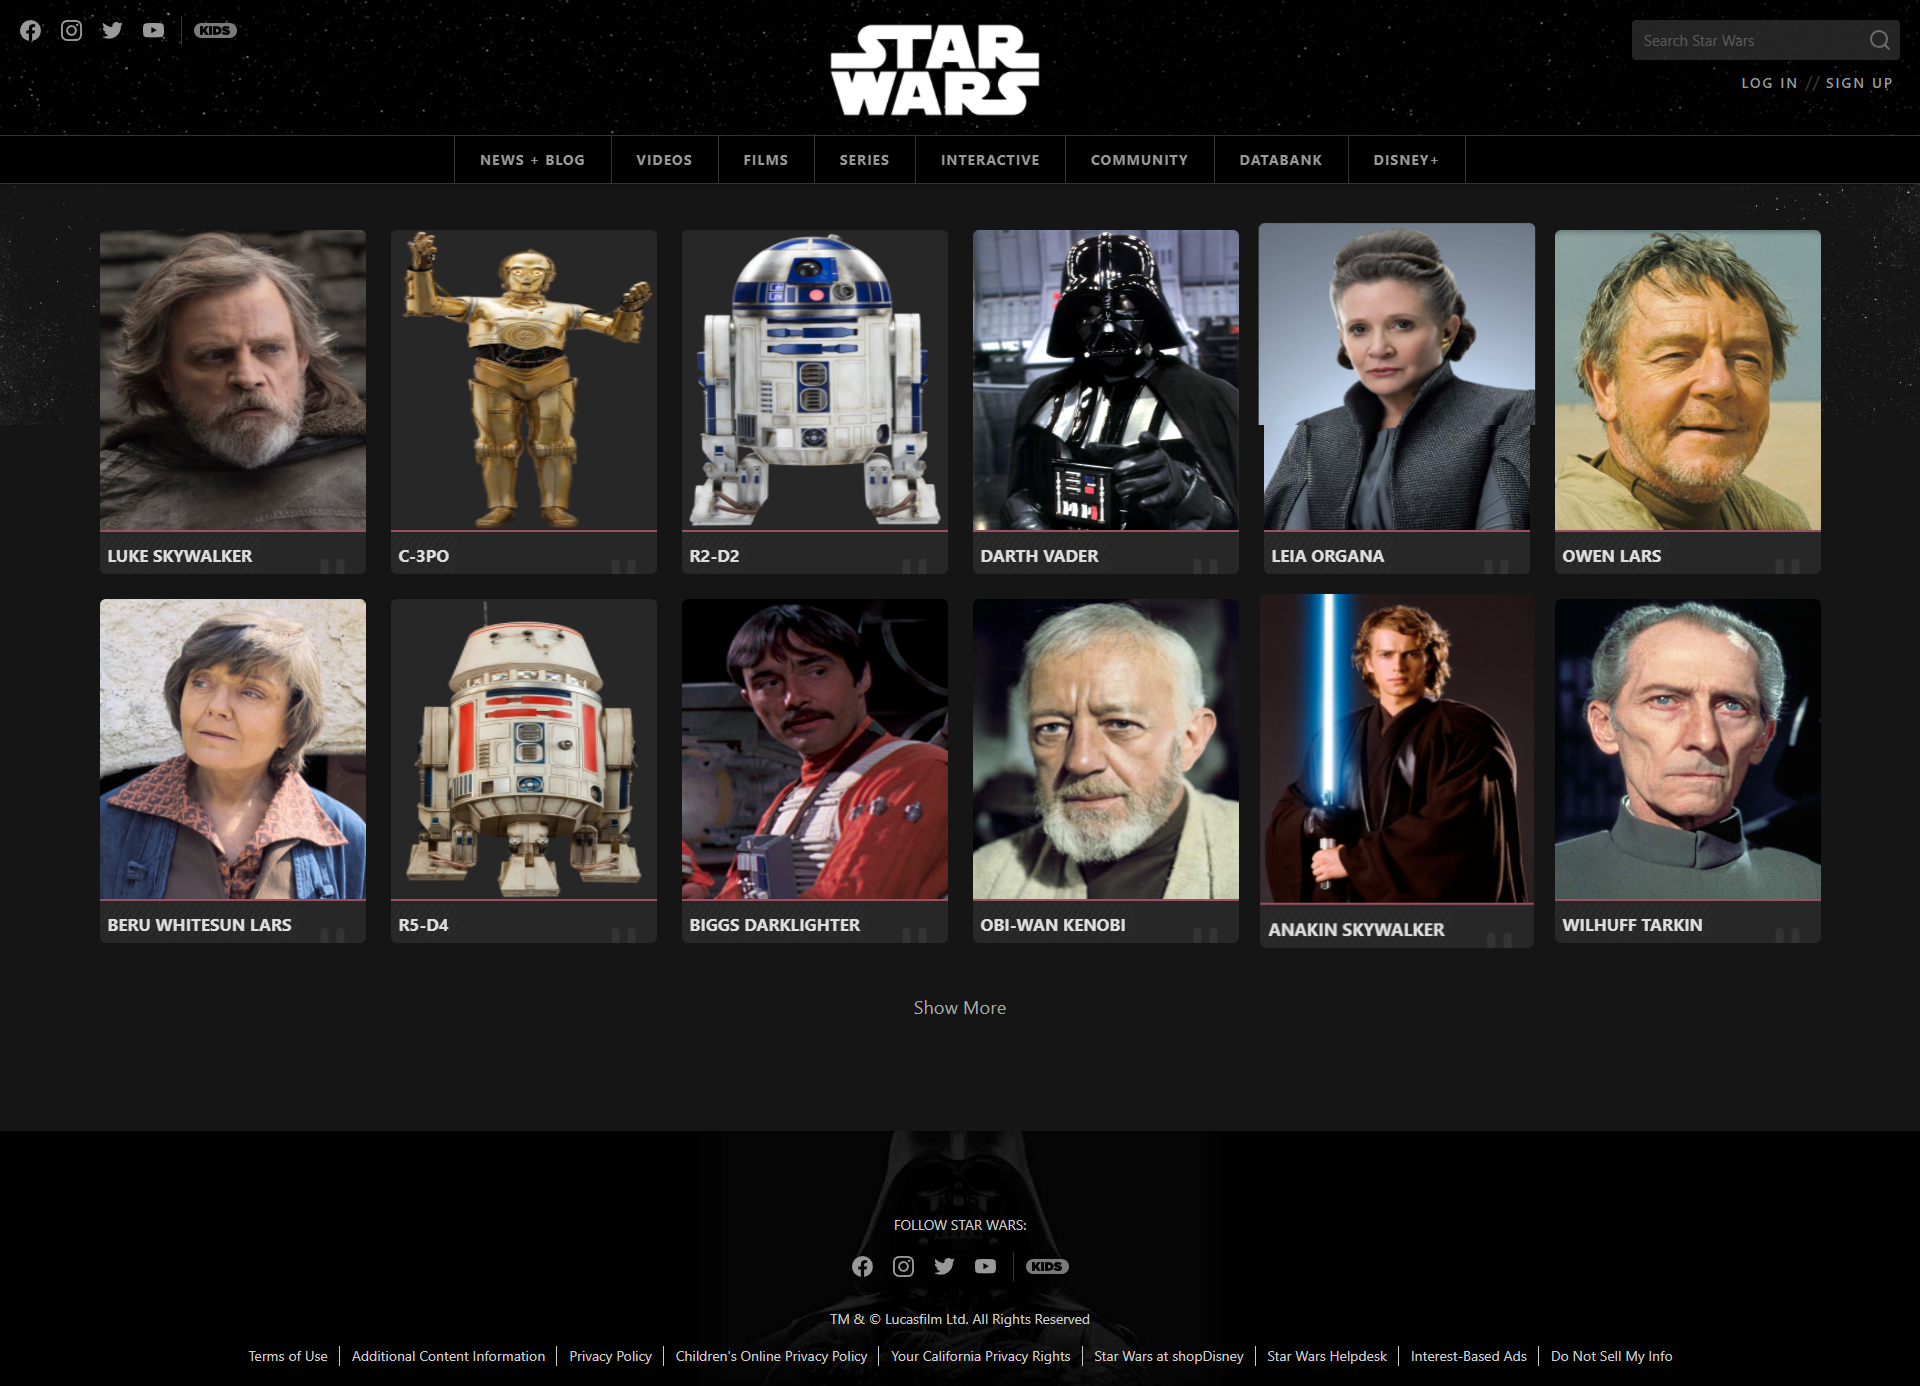 KIDS
STAR
WARS
Search Star Wars
LOG IN // SIGN UP
NEWS + BLOG
VIDEOS
FILMS
SERIES
INTERACTIVE
COMMUNITY
DATABANK
DISNEY+
LUKE SKYWALKER
C-3PO
R2-D2
DARTH VADER
LEIA ORGANA
OWEN LARS
BERU WHITESUN LARS
R5-D4
BIGGS DARKLIGHTER
OBI-WAN KENOBI
ANAKIN SKYWALKER
WILHUFF TARKIN
Show More
FOLLOW STAR WARS:
KIDS
TM & © Lucasfilm Ltd. All Rights Reserved
Terms of Use
Additional Content Information
Privacy Policy
Children's Online Privacy Policy
Your California Privacy Rights
Star Wars at shopDisney
Star Wars Helpdesk
Interest-Based Ads
Do Not Sell My Info